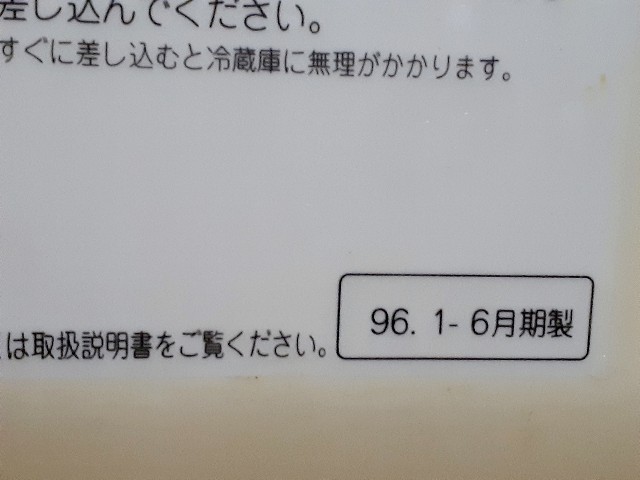 差し込んでください。
すぐに差し込むと冷蔵庫に無理がかかります。
は取扱説明書をご覧ください。
96. 1- 6月期製